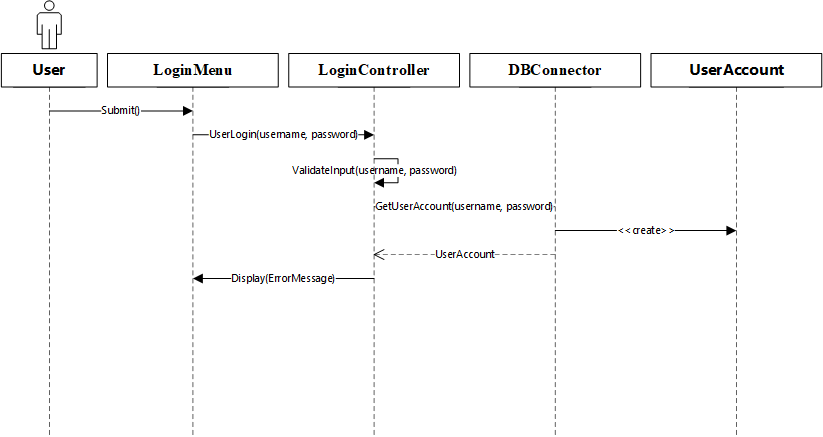 User
LoginMenu
LoginController
DBConnector
UserAccount
Submit()
UserLogin(username, password)
ValidateInput(username, password)
GetUserAccount(username, password)
<<create>>
UserAccount
Display(ErrorMessage)